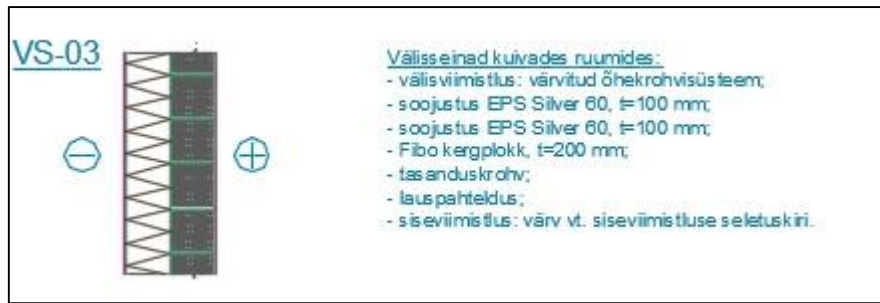 VS-03
Välisseinad kuivades ruumides:
- välisviimistlus: värvitud õhekrohvisüsteem;
- soojustus EPS Silver 60, t=100 mm;
- soojustus EPS Silver 60, t=100 mm;
- Fibo kergplokk, t=200 mm;
- tasanduskrohv;
- lauspahteldus;
- siseviimistlus: värv vt. siseviimistluse seletuskiri.